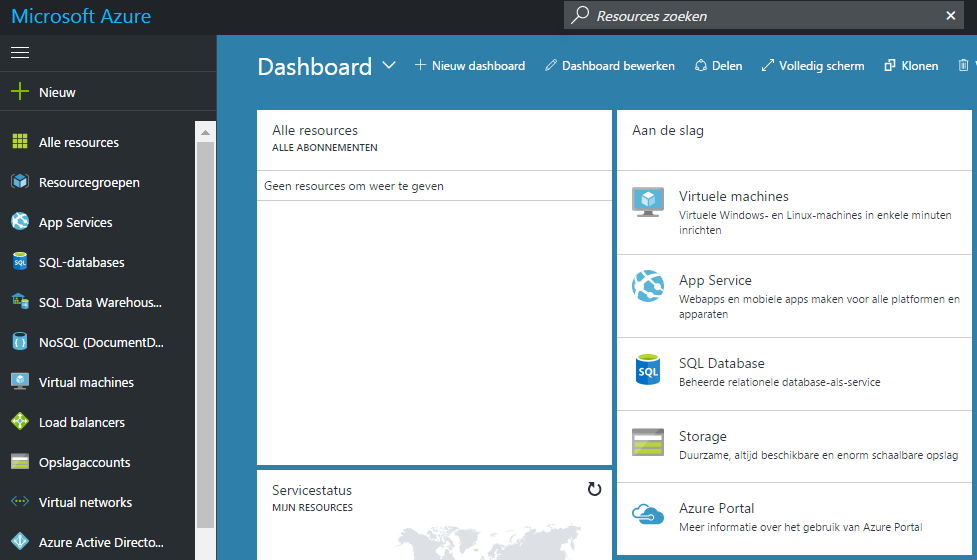 Microsoft Azure
Resources zoeken
Dashboard
Nieuw dashboard
Dashboard bewerken
Delen
Volledig scherm
Klonen
Nieuw
Alle resources
Resourcegroepen
App Services
SQL-databases
SQL Data Warehous...
NoSQL (DocumentD...
Virtual machines
Load balancers
Opslagaccounts
Virtual networks
Azure Active Directo...
Alle resources
ALLE ABONNEMENTEN
Geen resources om weer te geven
Servicestatus
MIJN RESOURCES
Aan de slag
Virtuele machines
Virtuele Windows- en Linux-machines in enkele minuten
inrichten
App Service
Webapps en mobiele apps maken voor alle platformen en
apparaten
SQL
SQL Database
Beheerde relationele database-als-service
Storage
Duurzame, altijd beschikbare en enorm schaalbare opslag
Azure Portal
Meer informatie over het gebruik van Azure Portal